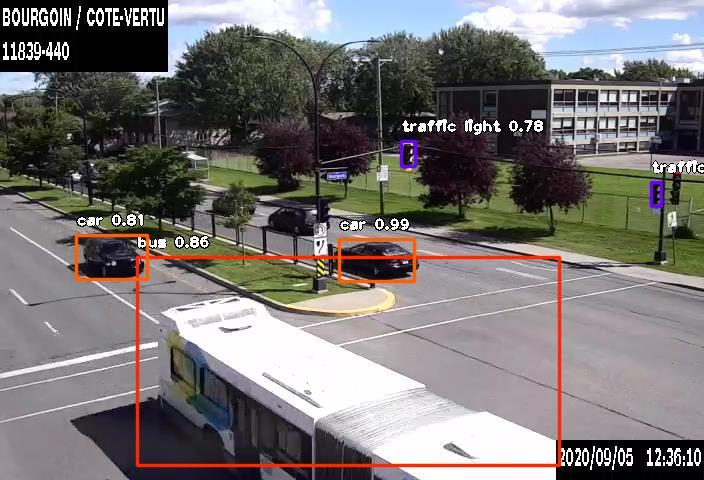 BOURGOIN / COTE-VERTU
11839-440
traffic light 0.78
traffic
car 0.81
car 0.99
bus 0.86
2020/09/05 12:36:10